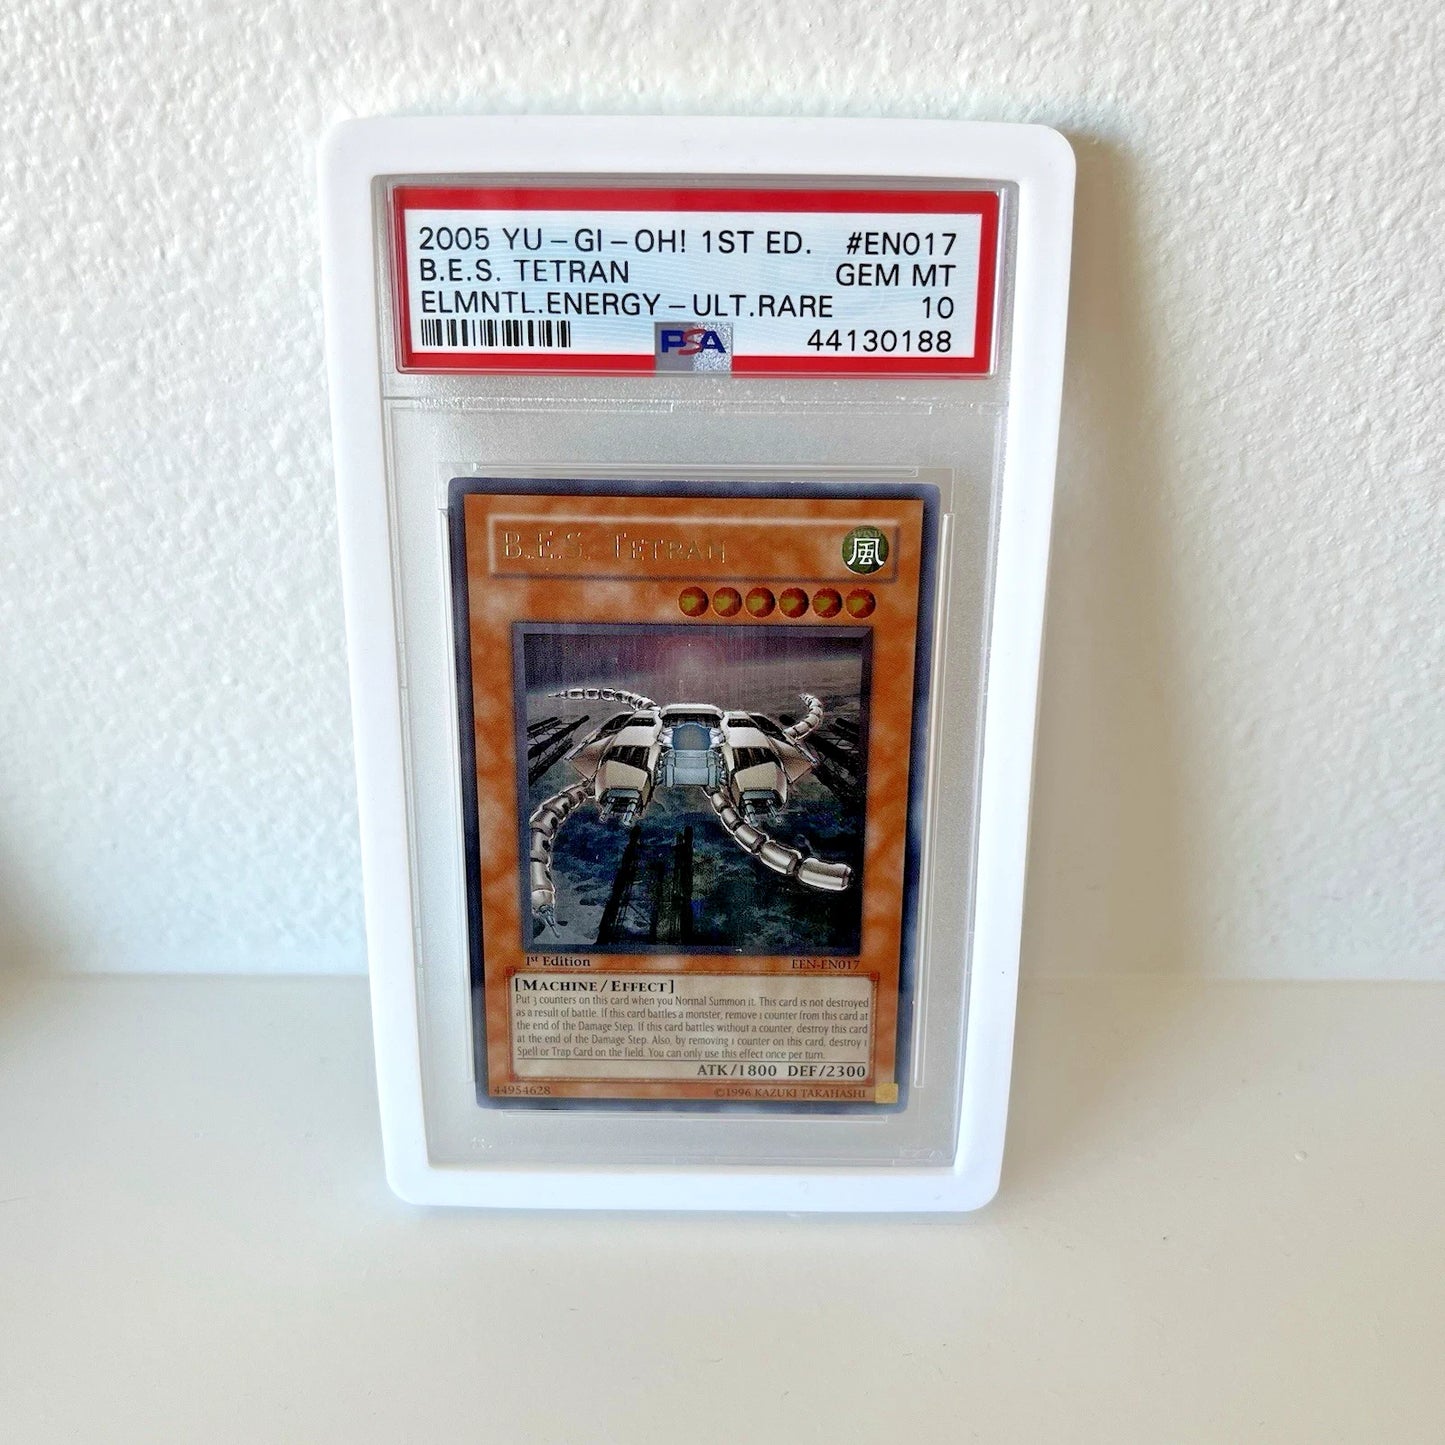 2005 YU-GI-OH! 1ST ED. #EN017
B.E.S. TETRAN GEM MT
ELMNTL.ENERGY-ULT.RARE 10
PSA 44130188
B.E.S. Tetran
風
1st Edition EEN-EN017
[Machine/Effect]
Put 3 counters on this card when you Normal Summon it. This card is not destroyed
as a result of battle. If this card battles a monster, remove 1 counter from this card at
the end of the Damage Step. If this card battles without a counter, destroy this card
at the end of the Damage Step. Also, by removing 1 counter on this card, destroy 1
Spell or Trap Card on the field. You can only use this effect once per turn.
ATK/1800 DEF/2300
44954628 ©1996 KAZUKI TAKAHASHI